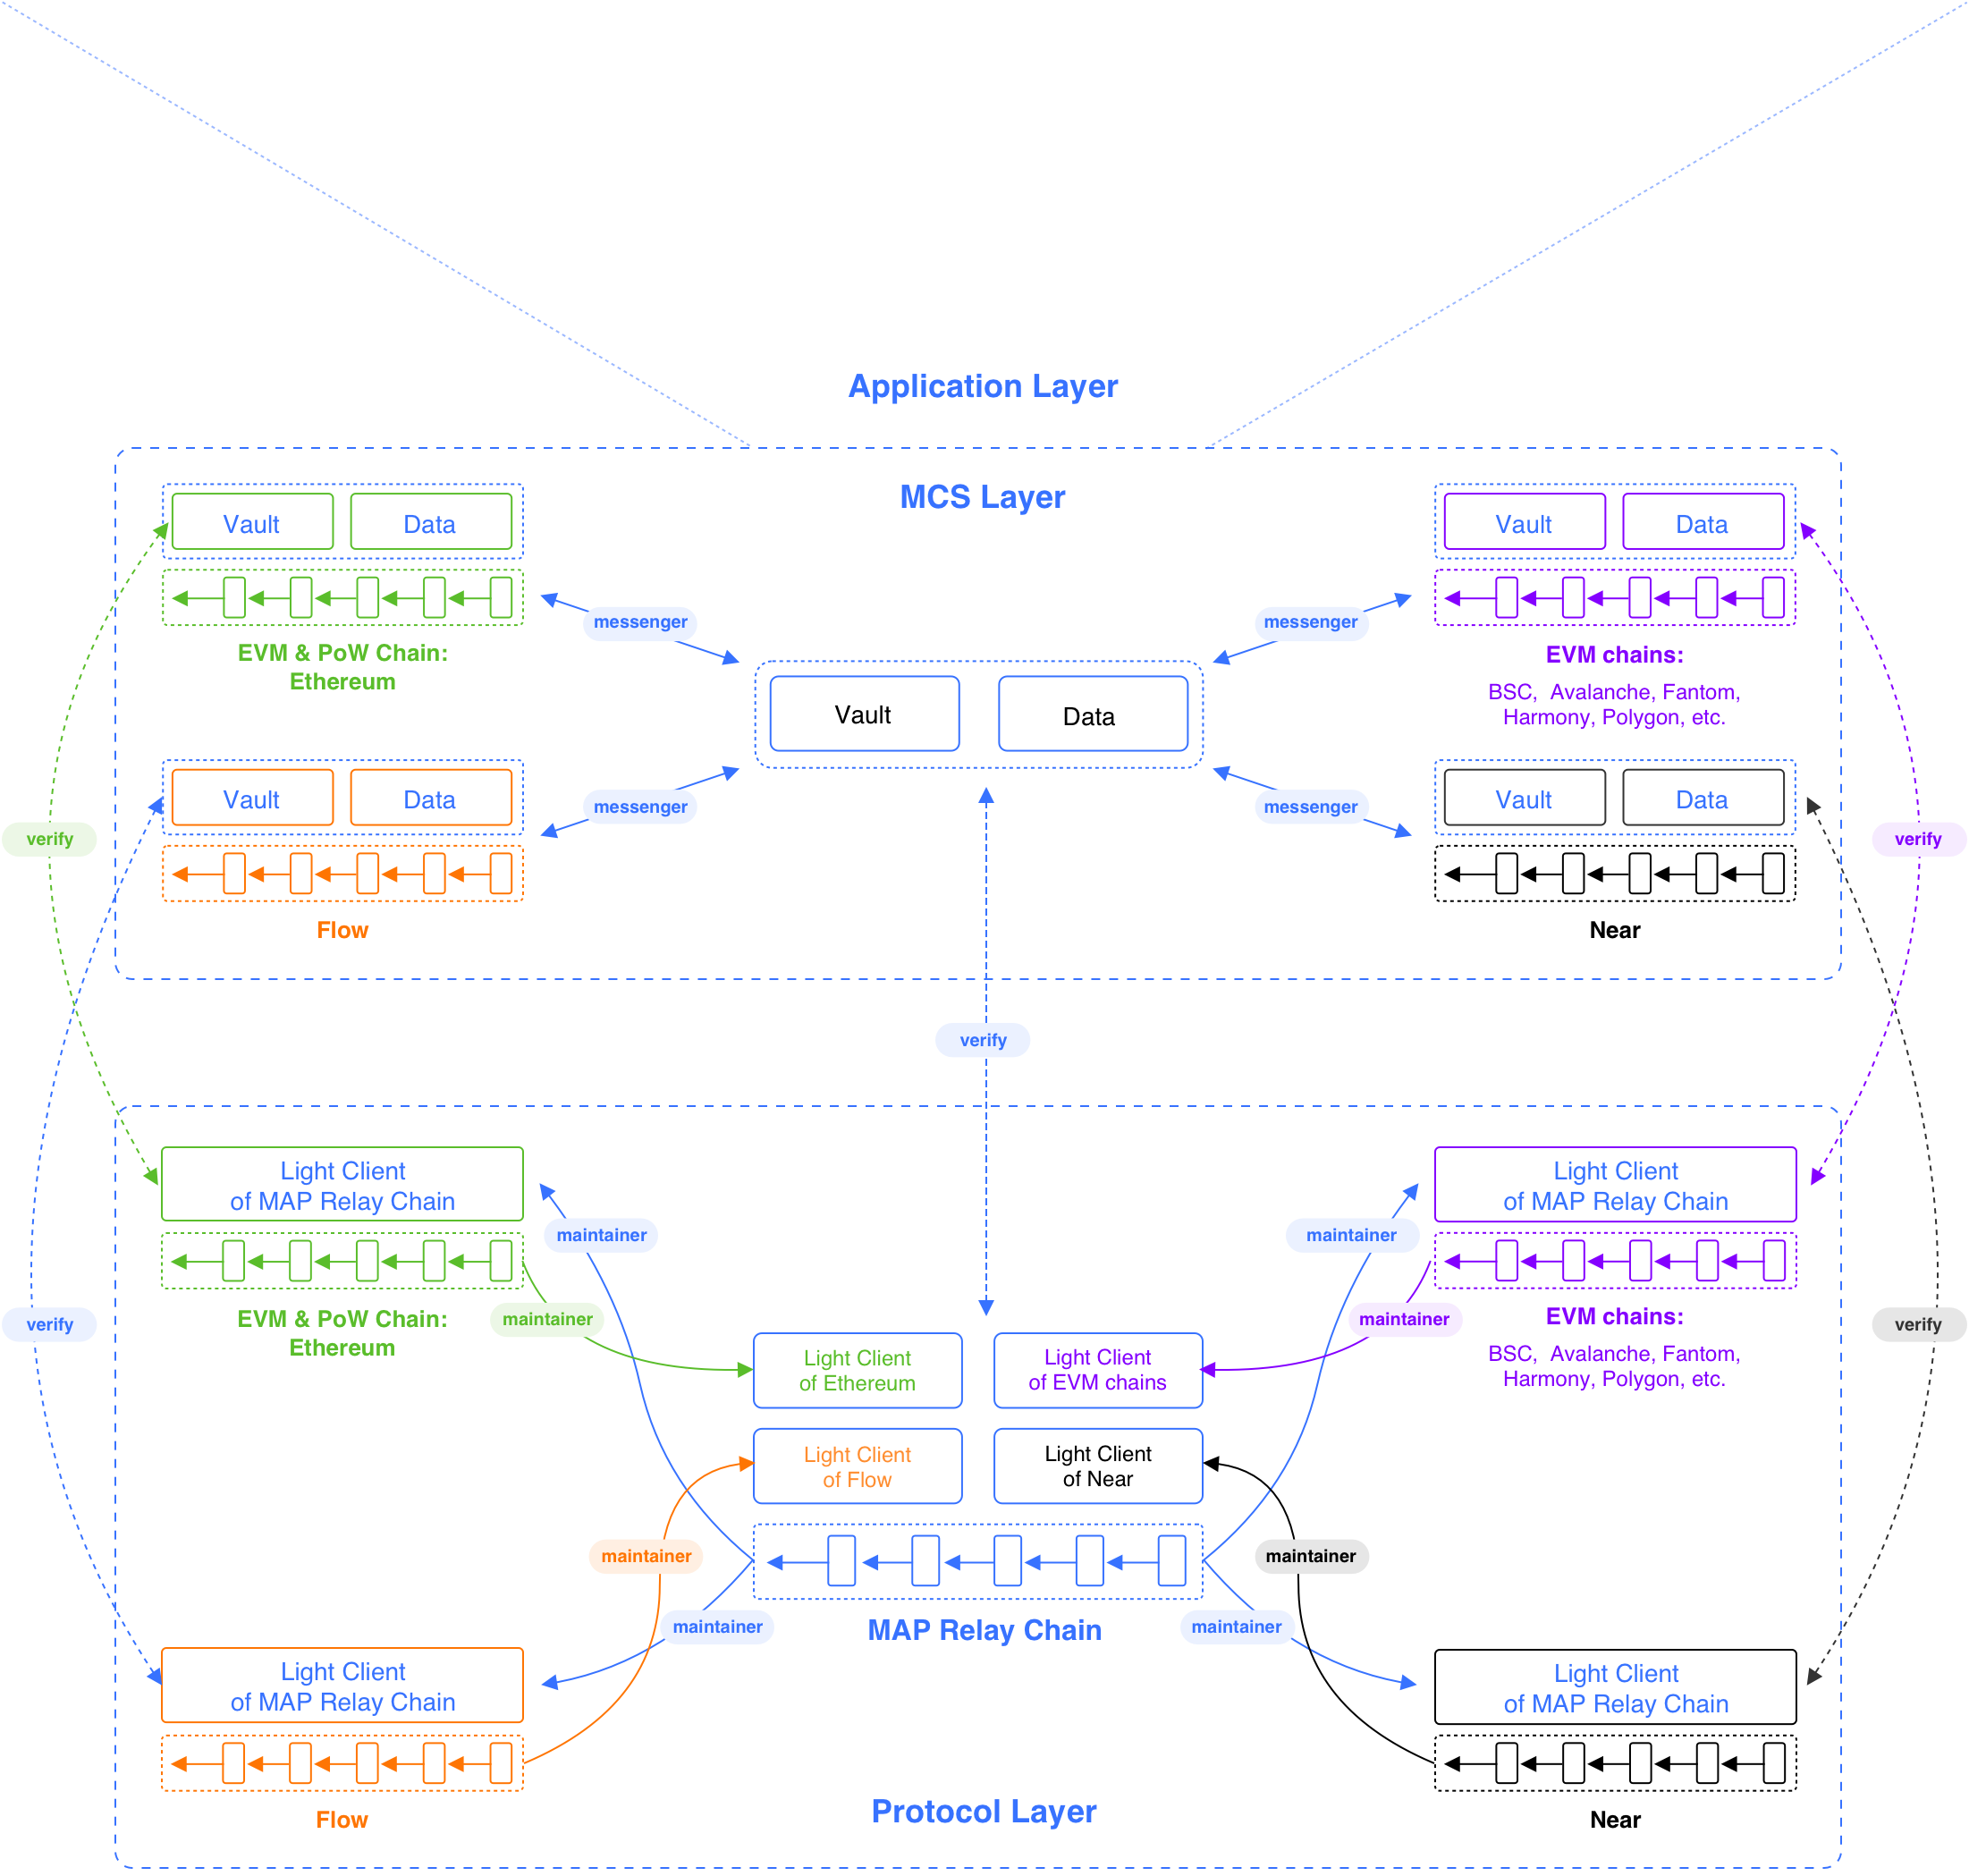 Application Layer
MCS Layer
Vault
Data
EVM & PoW Chain:
Ethereum
Vault
Data
EVM chains:
BSC, Avalanche, Fantom,
Harmony, Polygon, etc.
messenger
messenger
Vault
Data
Vault
Data
Flow
messenger
messenger
Vault
Data
Near
verify
verify
verify
Light Client
of MAP Relay Chain
EVM & PoW Chain:
Ethereum
maintainer
maintainer
Light Client
of MAP Relay Chain
EVM chains:
BSC, Avalanche, Fantom,
Harmony, Polygon, etc.
maintainer
maintainer
verify
verify
Light Client
of Ethereum
Light Client
of EVM chains
Light Client
of Flow
Light Client
of Near
maintainer
maintainer
MAP Relay Chain
maintainer
maintainer
Light Client
of MAP Relay Chain
Flow
Light Client
of MAP Relay Chain
Near
Protocol Layer